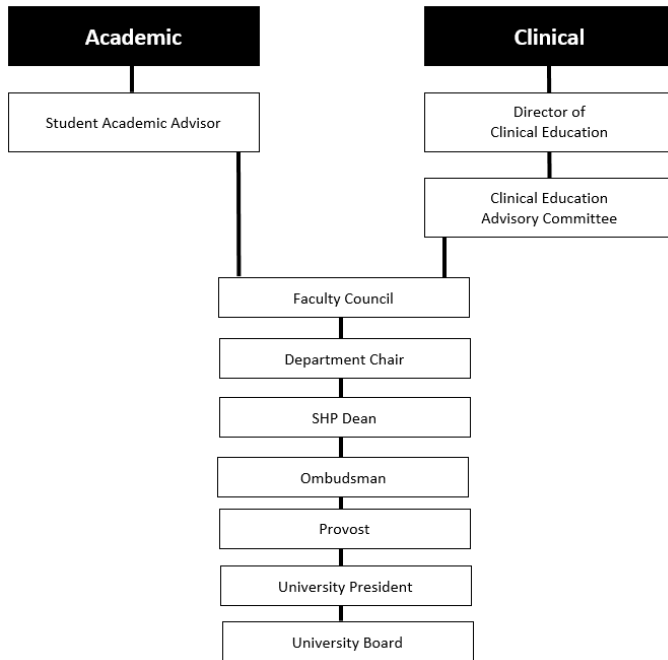 Academic
Clinical
Student Academic Advisor
Director of
Clinical Education
Clinical Education
Advisory Committee
Faculty Council
Department Chair
SHP Dean
Ombudsman
Provost
University President
University Board